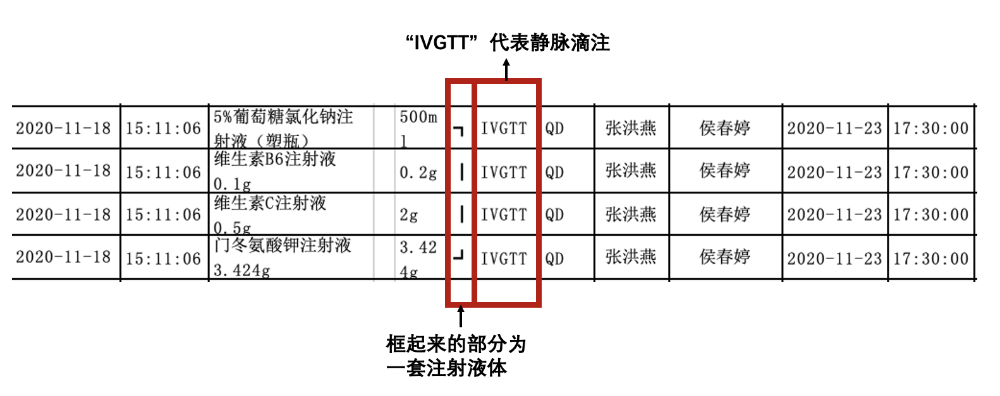 “IVGTT” 代表静脉滴注
2020-11-18 15:11:06 5%葡萄糖氯化钠注射液（塑瓶） 500ml ┓ IVGTT QD 张洪燕 侯春婷 2020-11-23 17:30:00
2020-11-18 15:11:06 维生素B6注射液 0.1g 0.2g ┃ IVGTT QD 张洪燕 侯春婷 2020-11-23 17:30:00
2020-11-18 15:11:06 维生素C注射液 0.5g 2g ┃ IVGTT QD 张洪燕 侯春婷 2020-11-23 17:30:00
2020-11-18 15:11:06 门冬氨酸钾注射液 3.424g 3.424g ┛ IVGTT QD 张洪燕 侯春婷 2020-11-23 17:30:00
框起来的部分为
一套注射液体